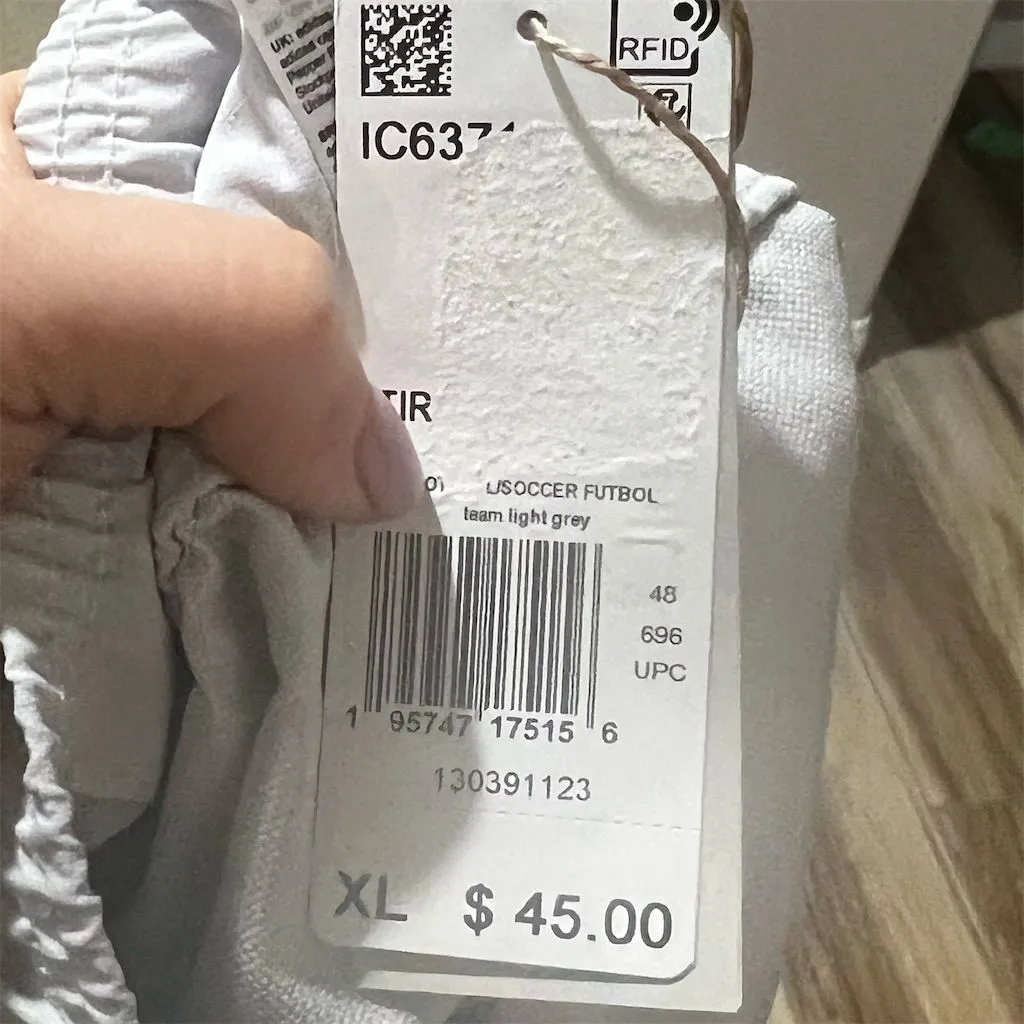 RFID
UK:
IC637
TIR
SOCCER FUTBOL
team light grey
48
696
UPC
1 95747 17515 6
130391123
XL $ 45.00